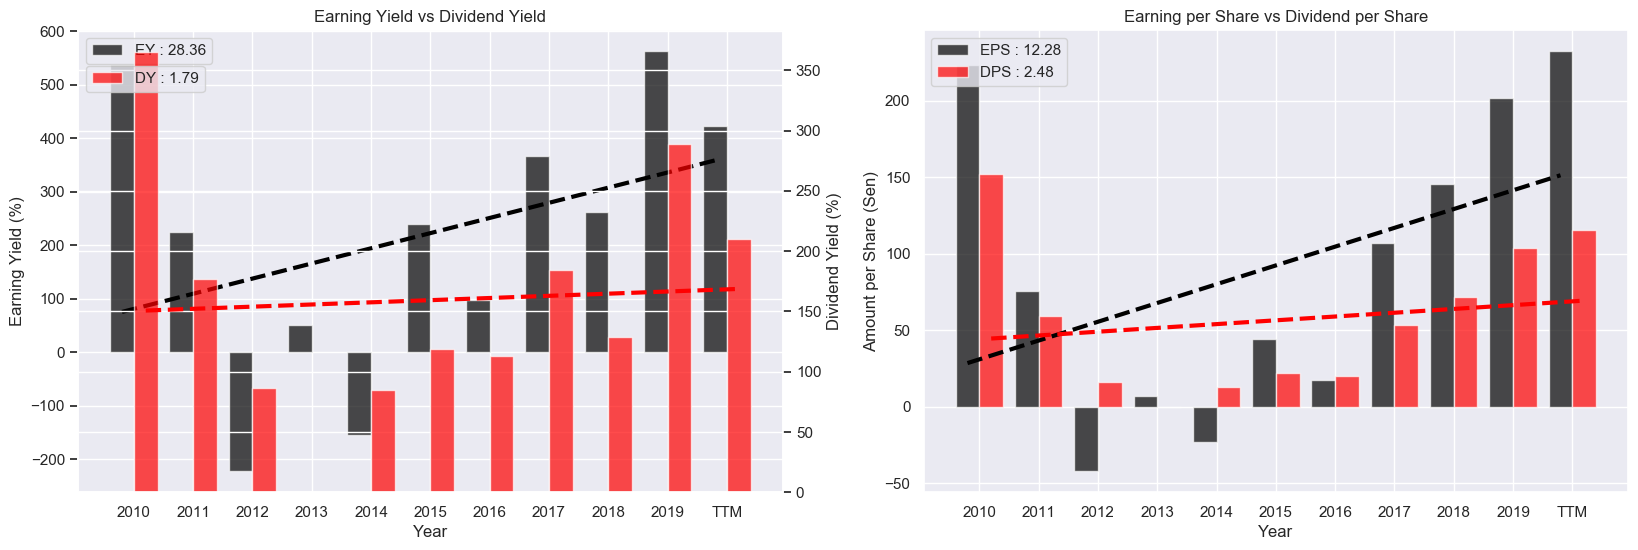 Earning Yield vs Dividend Yield
EY : 28.36
DY : 1.79
600
500
400
300
200
100
0
−100
−200
Earning Yield (%)
350
300
250
200
150
100
50
0
Dividend Yield (%)
2010 2011 2012 2013 2014 2015 2016 2017 2018 2019 TTM
Year
Earning per Share vs Dividend per Share
EPS : 12.28
DPS : 2.48
200
150
100
50
0
−50
Amount per Share (Sen)
2010 2011 2012 2013 2014 2015 2016 2017 2018 2019 TTM
Year